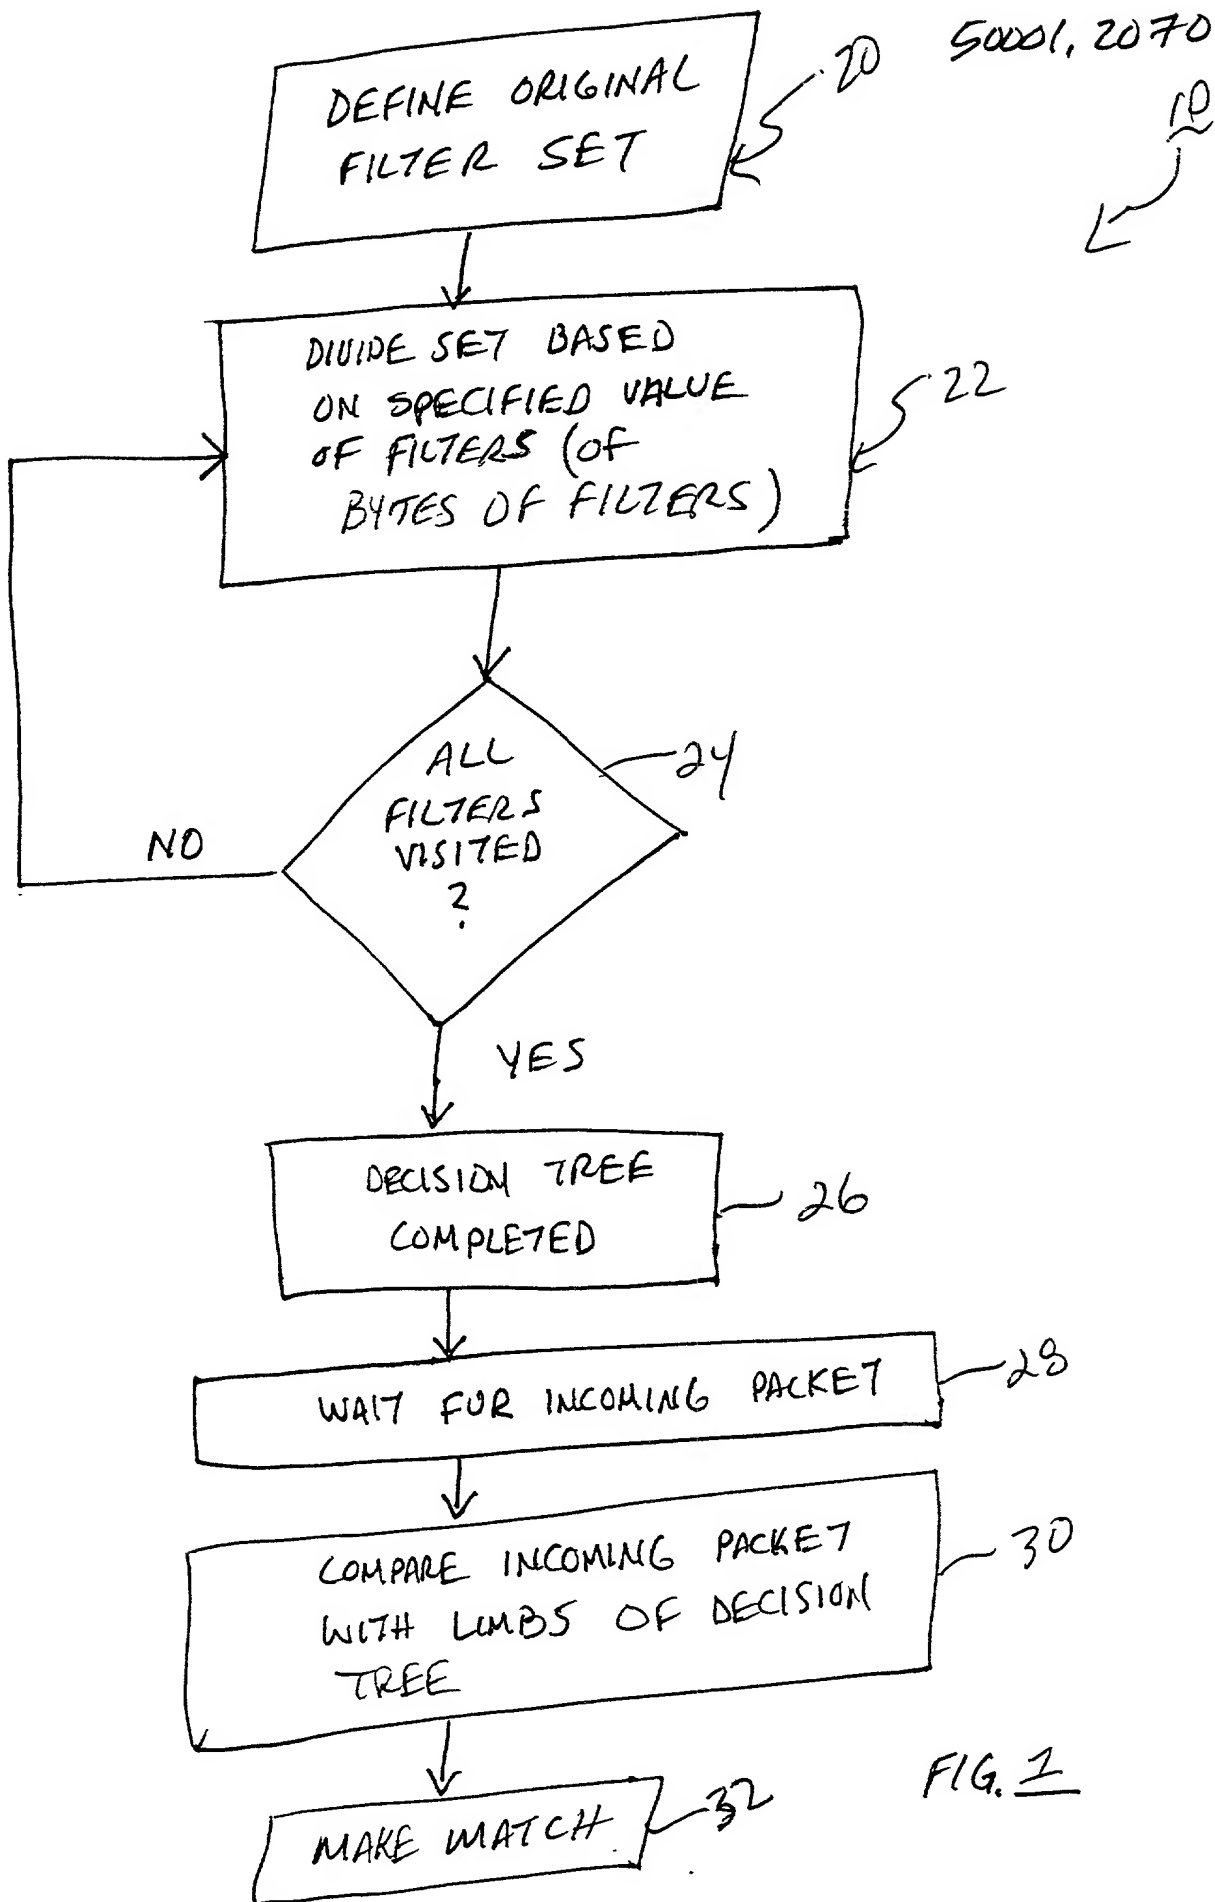 50001.2070
10
DEFINE ORIGINAL
FILTER SET
20
DIVIDE SET BASED
ON SPECIFIED VALUE
OF FILTERS (OF
BYTES OF FILTERS)
22
ALL
FILTERS
VISITED
?
24
NO
YES
DECISION TREE
COMPLETED
26
WAIT FOR INCOMING PACKET
28
COMPARE INCOMING PACKET
WITH LIMBS OF DECISION
TREE
30
MAKE MATCH
32
FIG. 1